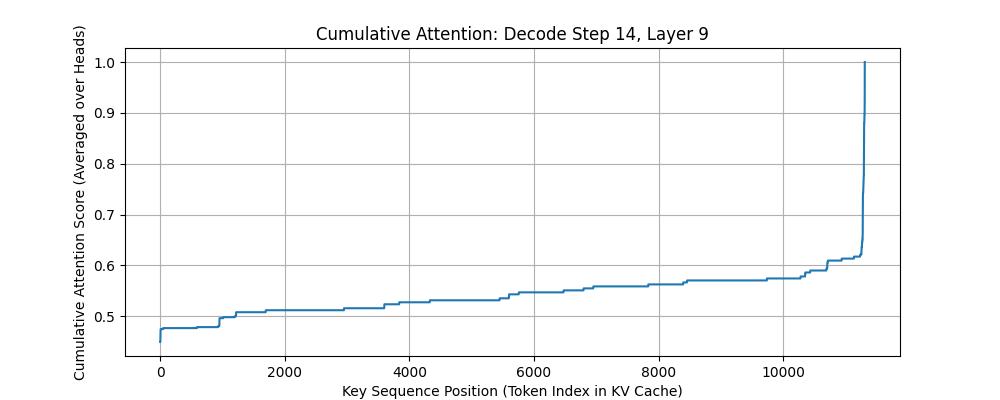 Cumulative Attention: Decode Step 14, Layer 9
Cumulative Attention Score (Averaged over Heads)
1.0
0.9
0.8
0.7
0.6
0.5
0 2000 4000 6000 8000 10000
Key Sequence Position (Token Index in KV Cache)